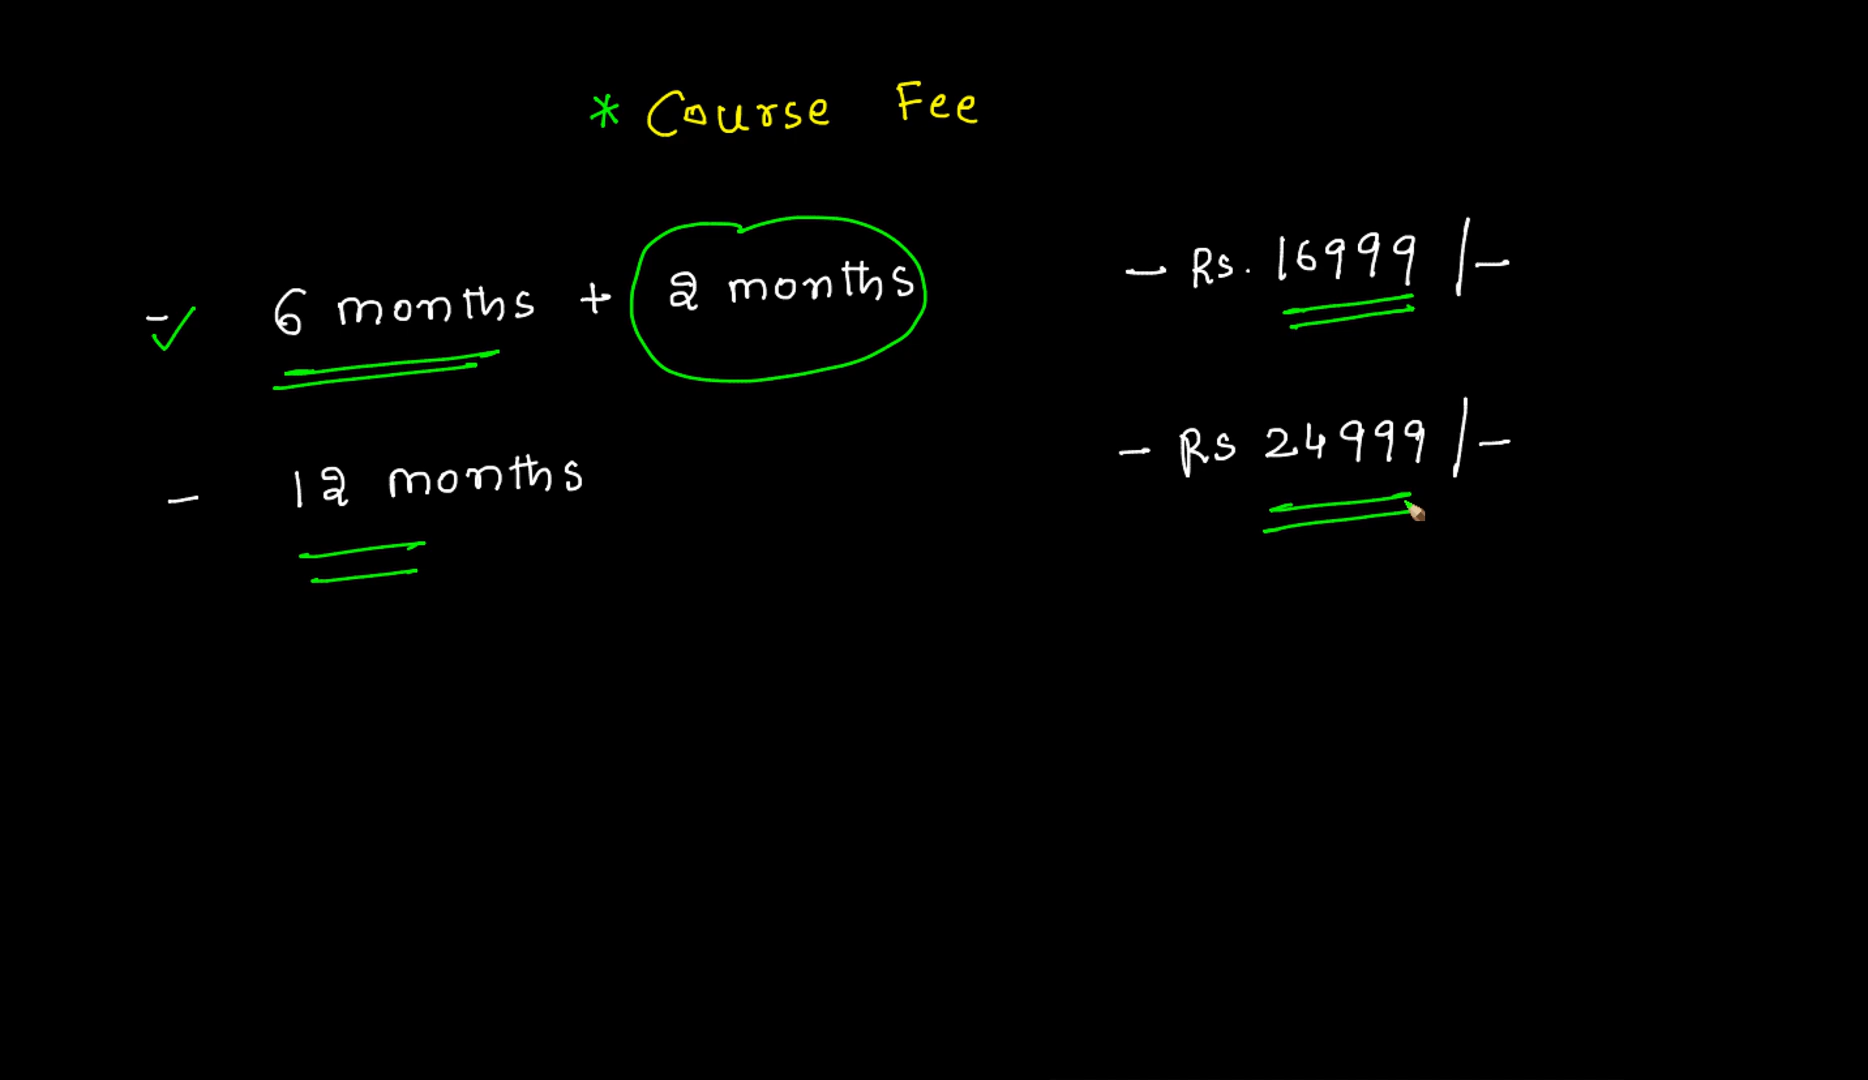 * Course Fee
- 6 months + 2 months - Rs. 16999/-
- 12 months - Rs 24999/-